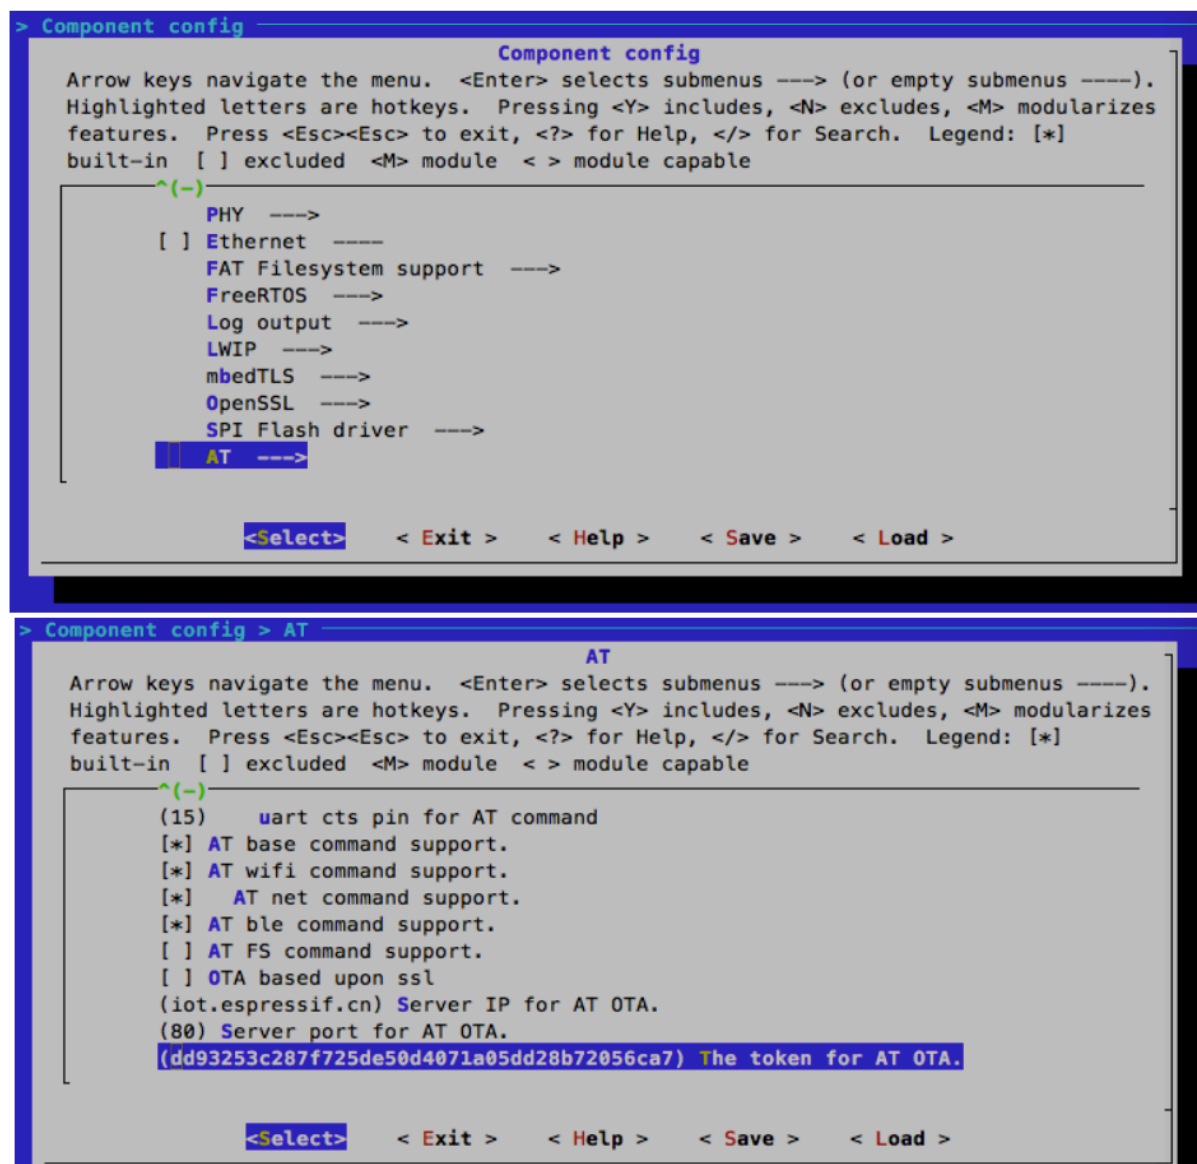 > Component config
Component config
Arrow keys navigate the menu.  <Enter> selects submenus ---> (or empty submenus ----).
Highlighted letters are hotkeys.  Pressing <Y> includes, <N> excludes, <M> modularizes
features.  Press <Esc><Esc> to exit, <?> for Help, </> for Search.  Legend: [*]
built-in  [ ] excluded  <M> module  < > module capable
^(-)
PHY  --->
[ ] Ethernet  ----
FAT Filesystem support  --->
FreeRTOS  --->
Log output  --->
LWIP  --->
mbedTLS  --->
OpenSSL  --->
SPI Flash driver  --->
AT  --->
<Select>    < Exit >    < Help >    < Save >    < Load >
> Component config > AT
AT
Arrow keys navigate the menu.  <Enter> selects submenus ---> (or empty submenus ----).
Highlighted letters are hotkeys.  Pressing <Y> includes, <N> excludes, <M> modularizes
features.  Press <Esc><Esc> to exit, <?> for Help, </> for Search.  Legend: [*]
built-in  [ ] excluded  <M> module  < > module capable
^(-)
(15)    uart cts pin for AT command
[*] AT base command support.
[*] AT wifi command support.
[*]   AT net command support.
[*] AT ble command support.
[ ] AT FS command support.
[ ] OTA based upon ssl
(iot.espressif.cn) Server IP for AT OTA.
(80) Server port for AT OTA.
(dd93253c287f725de50d4071a05dd28b72056ca7) The token for AT OTA.
<Select>    < Exit >    < Help >    < Save >    < Load >